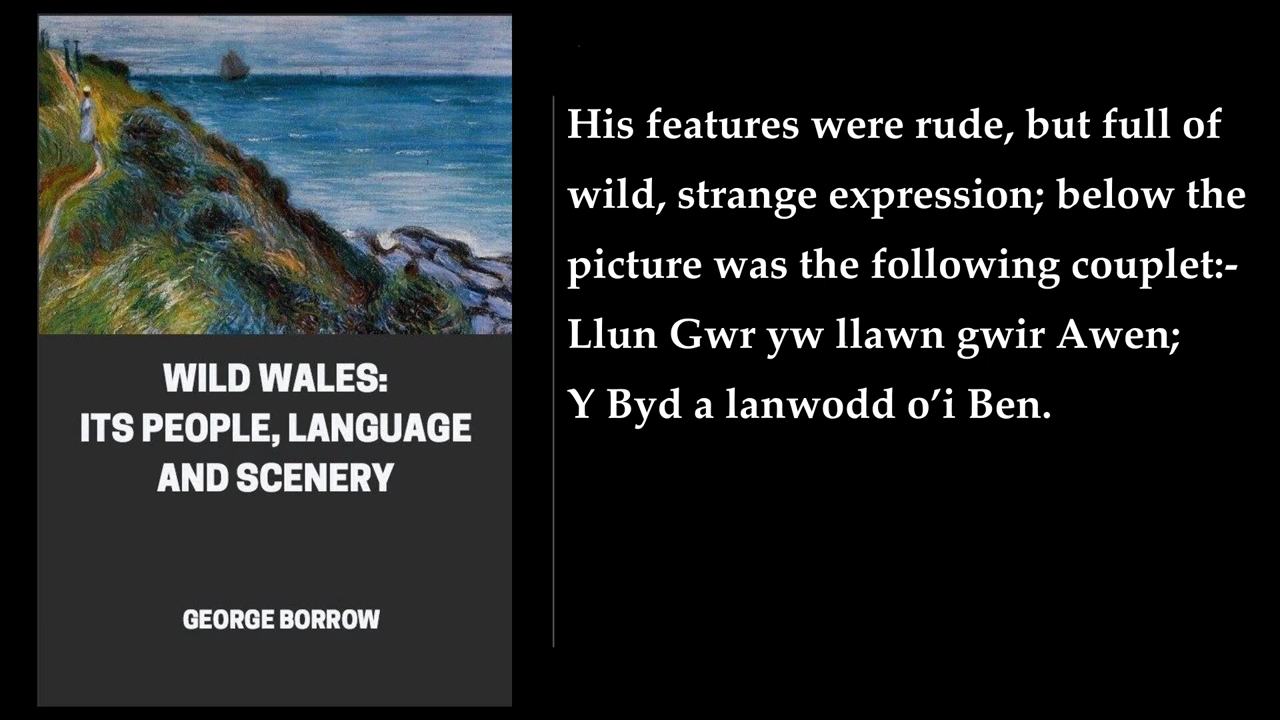 WILD WALES:
ITS PEOPLE, LANGUAGE
AND SCENERY
GEORGE BORROW
His features were rude, but full of
wild, strange expression; below the
picture was the following couplet:-
Llun Gwr yw llawn gwir Awen;
Y Byd a lanwodd o’i Ben.